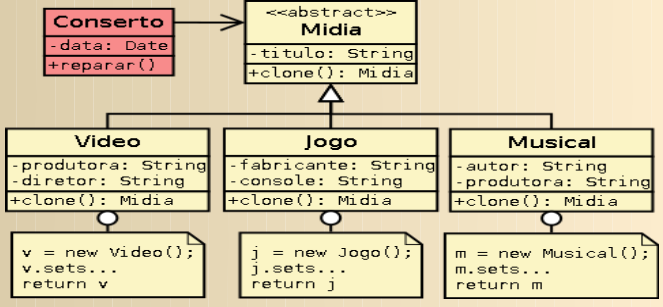 Conserto
-data: Date
+reparar()
<<abstract>>
Midia
-titulo: String
+clone(): Midia
Video
-produtora: String
-diretor: String
+clone(): Midia
Jogo
-fabricante: String
-console: String
+clone(): Midia
Musical
-autor: String
-produtora: String
+clone(): Midia
v = new Video();
v.sets...
return v
j = new Jogo();
j.sets...
return j
m = new Musical();
m.sets...
return m